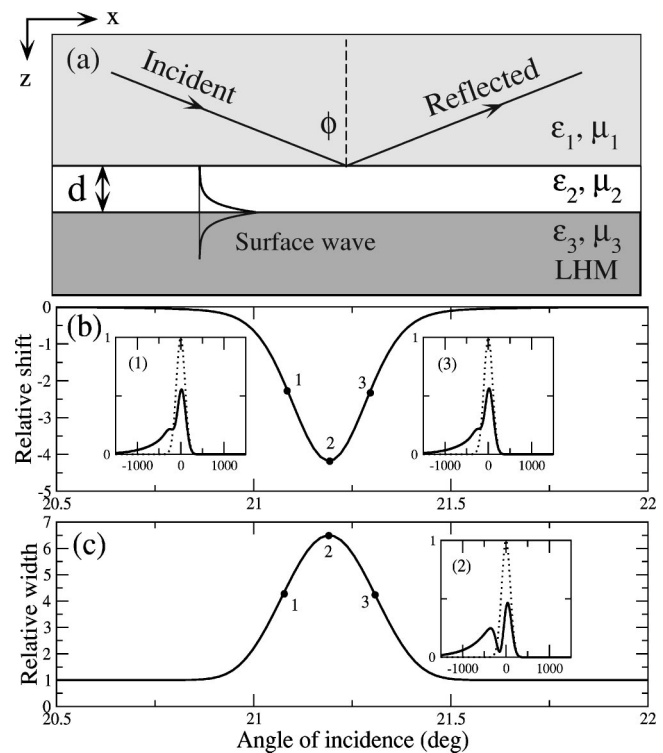 x
z
(a)
Incident
Reflected
ϕ
ε1, μ1
d
ε2, μ2
Surface wave
ε3, μ3
LHM
(b)
0
-1
-2
-3
-4
-5
Relative shift
1
0
(1)
-1000 0 1000
1
2
3
1
0
(3)
-1000 0 1000
20.5 21 21.5 22
(c)
7
6
5
4
3
2
1
0
Relative width
1
2
3
1
0
(2)
-1000 0 1000
20.5 21 21.5 22
Angle of incidence (deg)